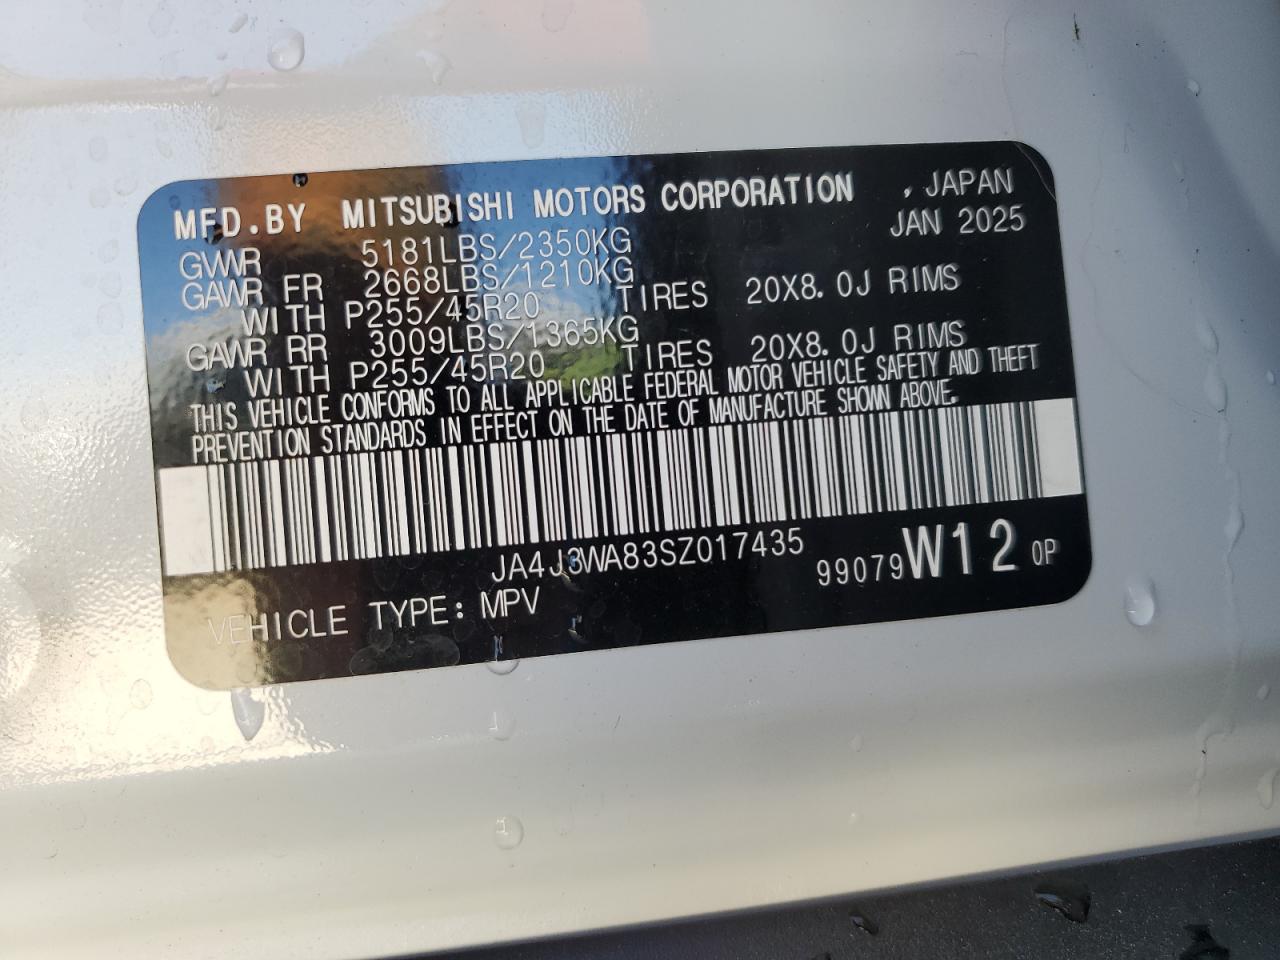 MFD.BY MITSUBISHI MOTORS CORPORATION , JAPAN
JAN 2025
GVWR 5181LBS/2350KG
GAWR FR 2668LBS/1210KG
WITH P255/45R20 TIRES 20X8.0J RIMS
GAWR RR 3009LBS/1365KG
WITH P255/45R20 TIRES 20X8.0J RIMS
THIS VEHICLE CONFORMS TO ALL APPLICABLE FEDERAL MOTOR VEHICLE SAFETY AND THEFT
PREVENTION STANDARDS IN EFFECT ON THE DATE OF MANUFACTURE SHOWN ABOVE.
JA4J3WA83SZ017435
99079 W12 0P
VEHICLE TYPE: MPV